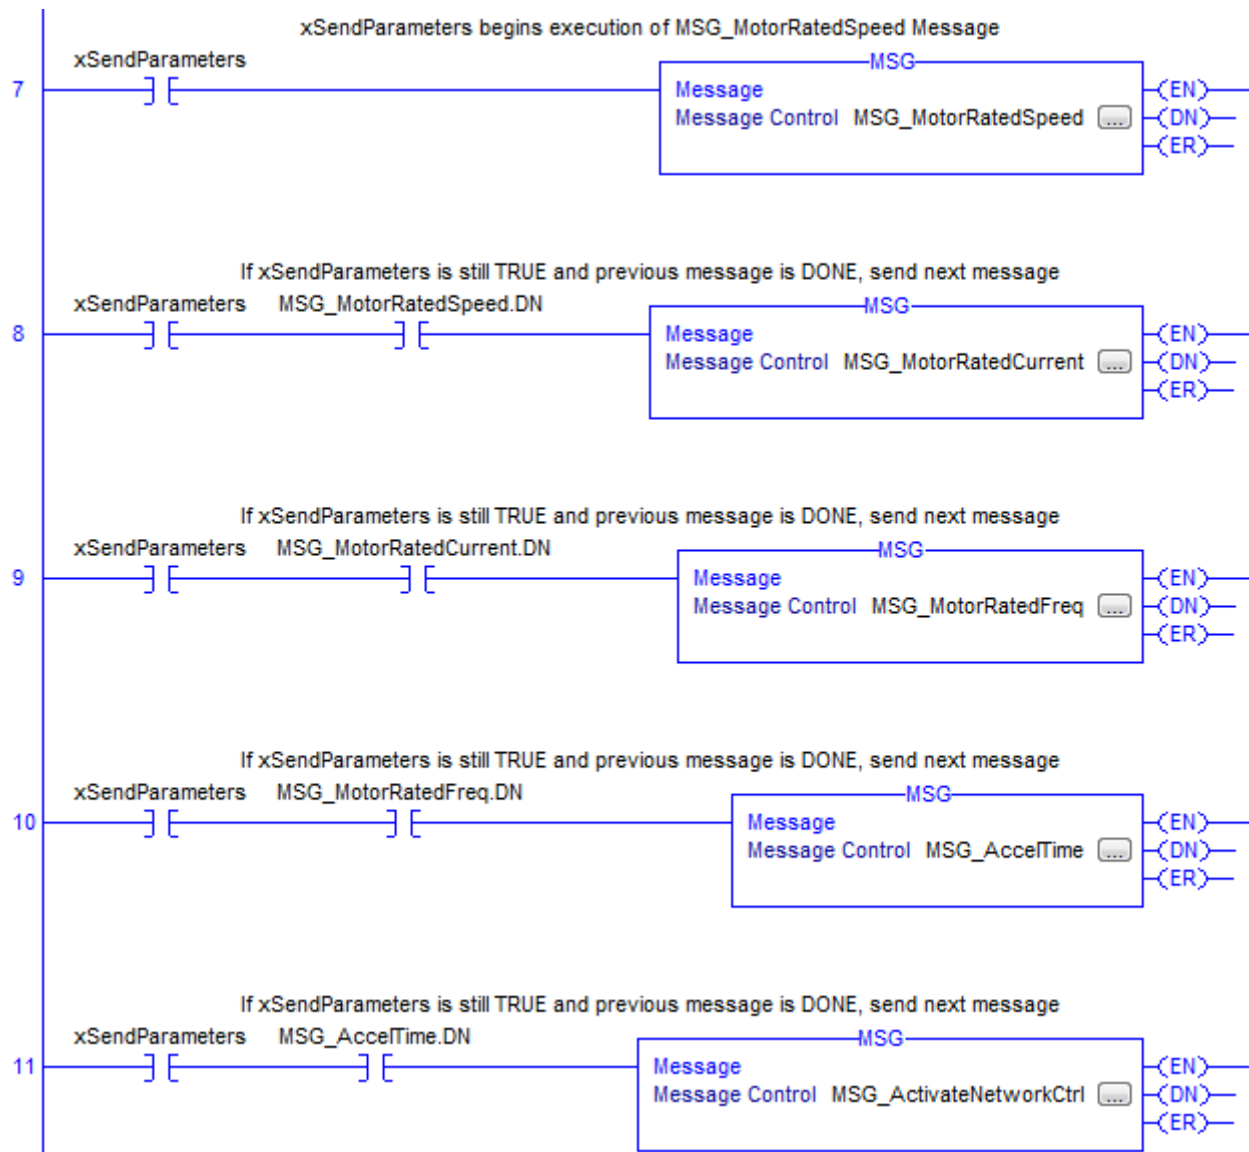 xSendParameters begins execution of MSG_MotorRatedSpeed Message
xSendParameters
MSG
7
Message
(EN)
Message Control MSG_MotorRatedSpeed ...
(DN)
(ER)
If xSendParameters is still TRUE and previous message is DONE, send next message
xSendParameters MSG_MotorRatedSpeed.DN
MSG
8
Message
(EN)
Message Control MSG_MotorRatedCurrent ...
(DN)
(ER)
If xSendParameters is still TRUE and previous message is DONE, send next message
xSendParameters MSG_MotorRatedCurrent.DN
MSG
9
Message
(EN)
Message Control MSG_MotorRatedFreq ...
(DN)
(ER)
If xSendParameters is still TRUE and previous message is DONE, send next message
xSendParameters MSG_MotorRatedFreq.DN
MSG
10
Message
(EN)
Message Control MSG_AccelTime ...
(DN)
(ER)
If xSendParameters is still TRUE and previous message is DONE, send next message
xSendParameters MSG_AccelTime.DN
MSG
11
Message
(EN)
Message Control MSG_ActivateNetworkCtrl ...
(DN)
(ER)